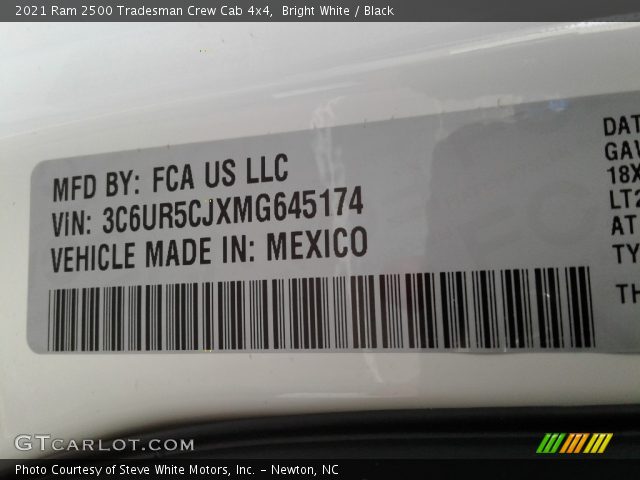 2021 Ram 2500 Tradesman Crew Cab 4x4,  Bright White / Black
MFD BY: FCA US LLC
VIN: 3C6UR5CJXMG645174
VEHICLE MADE IN: MEXICO
DAT
GAV
18X
LT2
AT
TY
TH
GTCARLOT.COM
Photo Courtesy of Steve White Motors, Inc. – Newton, NC